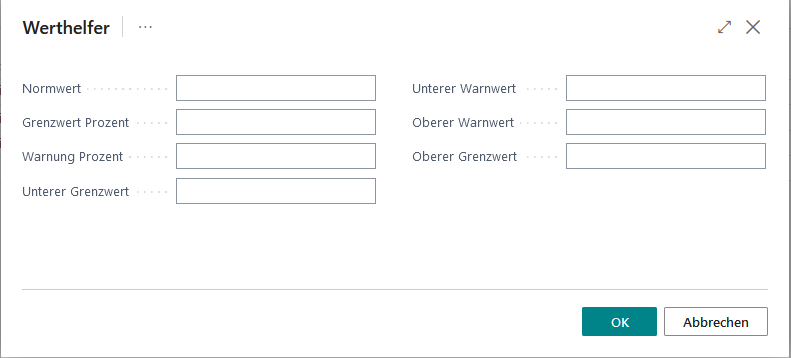 Werthelfer ...
Normwert
Grenzwert Prozent
Warnung Prozent
Unterer Grenzwert
Unterer Warnwert
Oberer Warnwert
Oberer Grenzwert
OK
Abbrechen